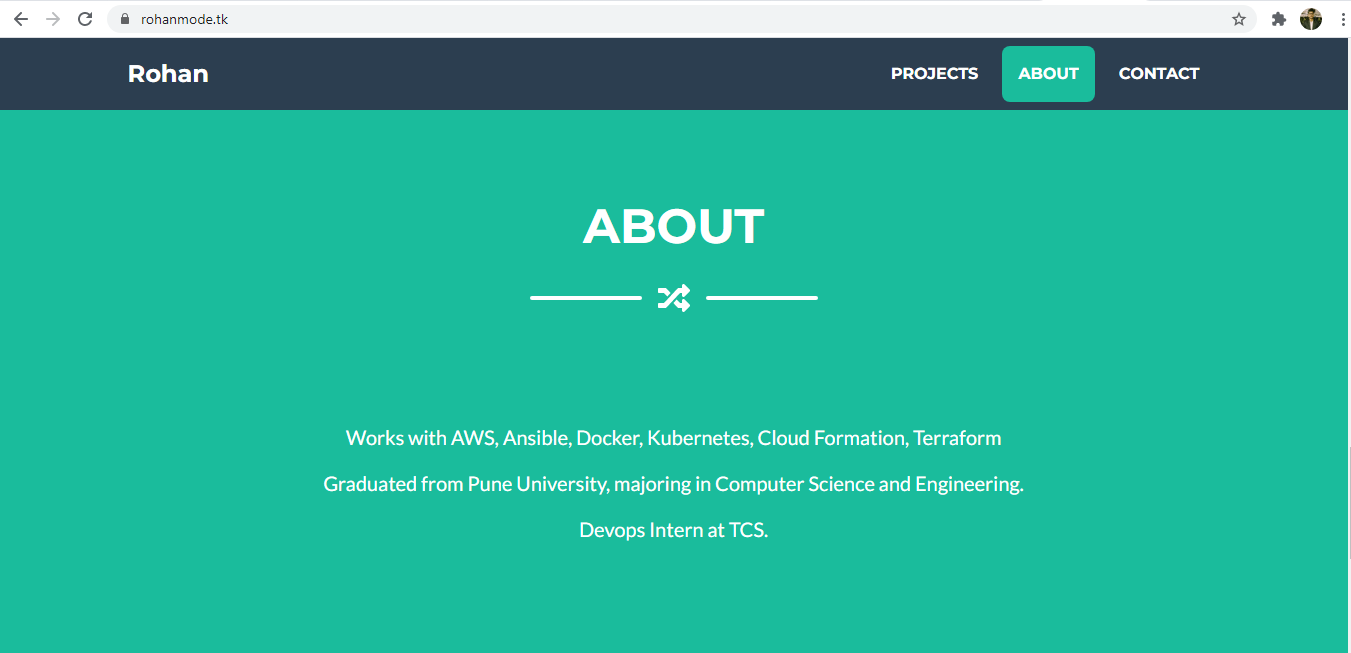 rohanmode.tk
Rohan
PROJECTS ABOUT CONTACT
ABOUT
Works with AWS, Ansible, Docker, Kubernetes, Cloud Formation, Terraform
Graduated from Pune University, majoring in Computer Science and Engineering.
Devops Intern at TCS.